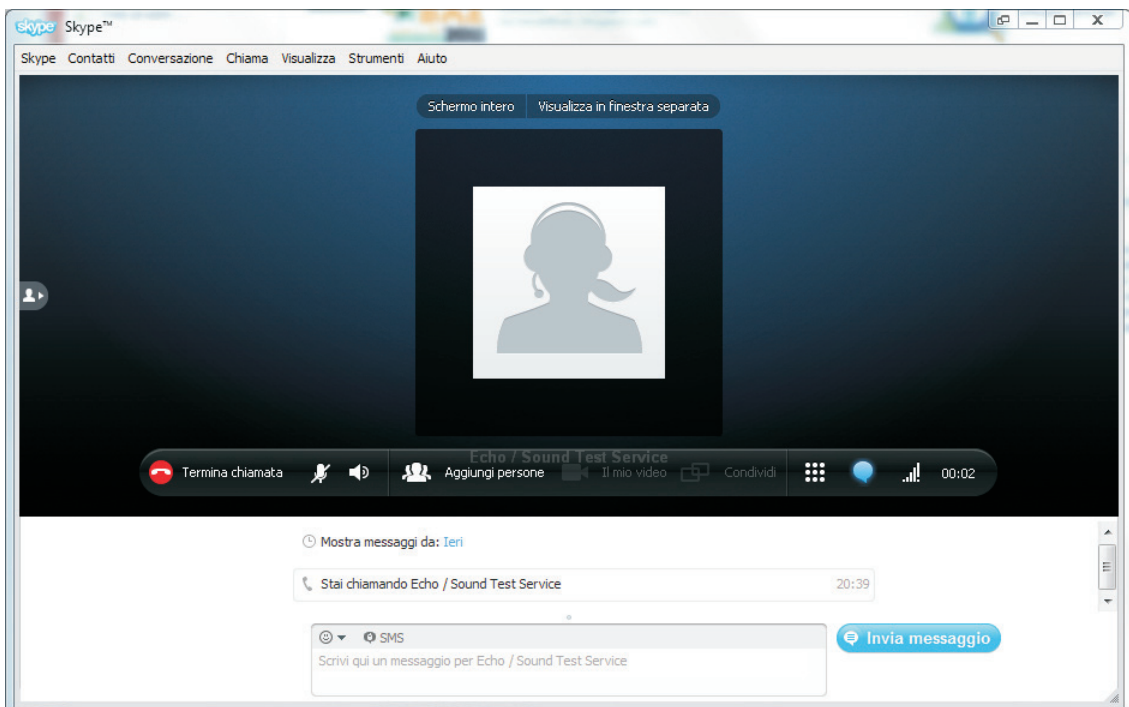 skype Skype™
Skype Contatti Conversazione Chiama Visualizza Strumenti Aiuto
Schermo intero Visualizza in finestra separata
Echo / Sound Test Service
Termina chiamata Aggiungi persone Il mio video Condividi 00:02
Mostra messaggi da: Ieri
Stai chiamando Echo / Sound Test Service 20:39
SMS
Scrivi qui un messaggio per Echo / Sound Test Service
Invia messaggio